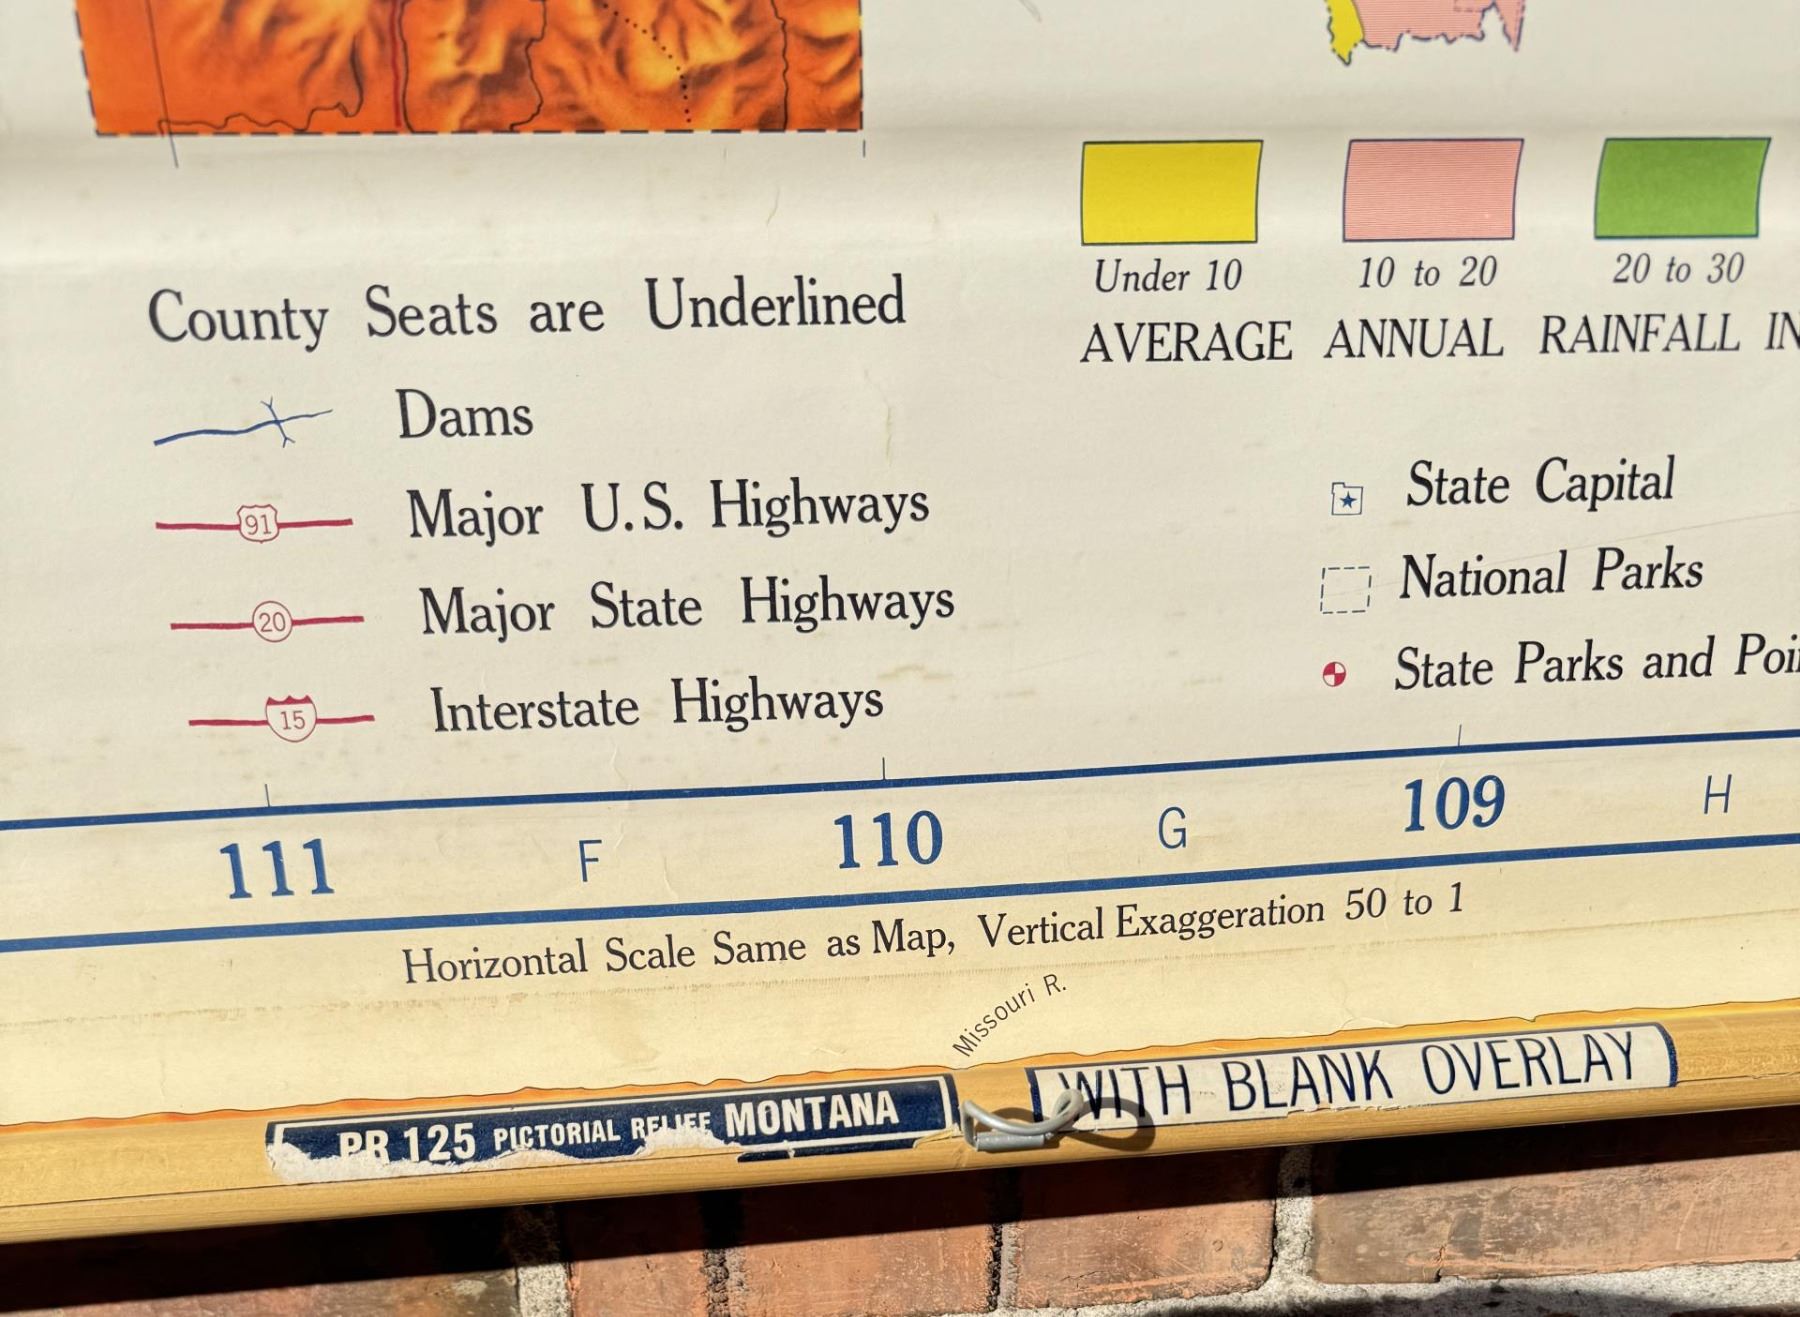 Under 10
10 to 20
20 to 30
AVERAGE ANNUAL RAINFALL IN
County Seats are Underlined
Dams
91 Major U.S. Highways
20 Major State Highways
15 Interstate Highways
State Capital
National Parks
State Parks and Poi
111 F 110 G 109 H
Horizontal Scale Same as Map, Vertical Exaggeration 50 to 1
Missouri R.
PR 125 PICTORIAL RELIEF MONTANA
WITH BLANK OVERLAY